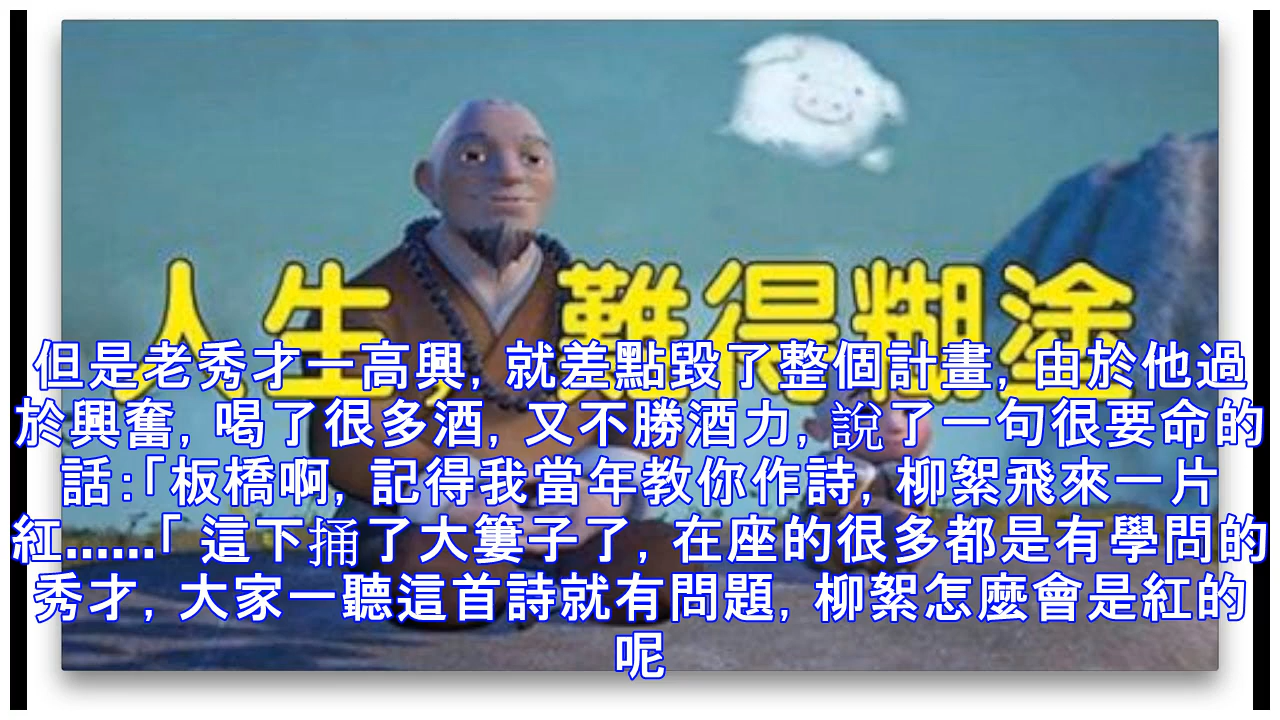 人生，難得糊塗
但是老秀才一高興, 就差點毀了整個計畫, 由於他過
於興奮, 喝了很多酒, 又不勝酒力, 說了一句很要命的
話:「板橋啊, 記得我當年教你作詩, 柳絮飛來一片
紅......「 這下捅了大簍子了, 在座的很多都是有學問的
秀才, 大家一聽這首詩就有問題, 柳絮怎麼會是紅的
呢